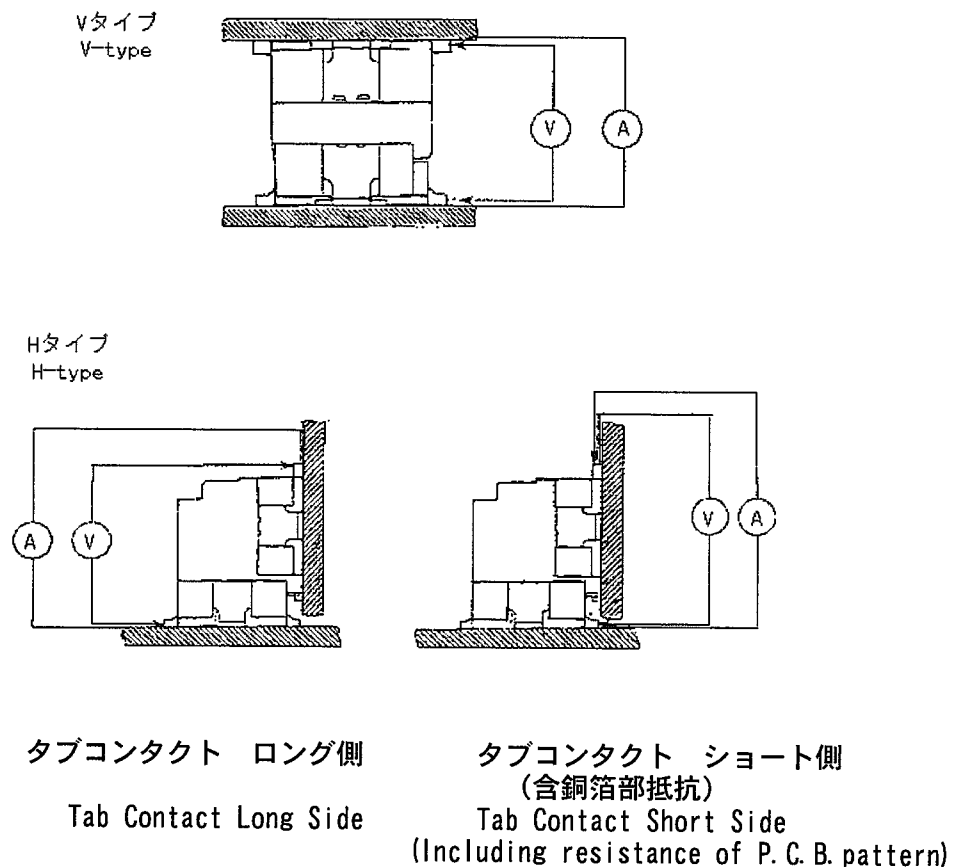 Vタイプ
V-type
V
A
Hタイプ
H-type
A
V
V
A
タブコンタクト ロング側
Tab Contact Long Side
タブコンタクト ショート側
(含銅箔部抵抗)
Tab Contact Short Side
(Including resistance of P.C.B.pattern)